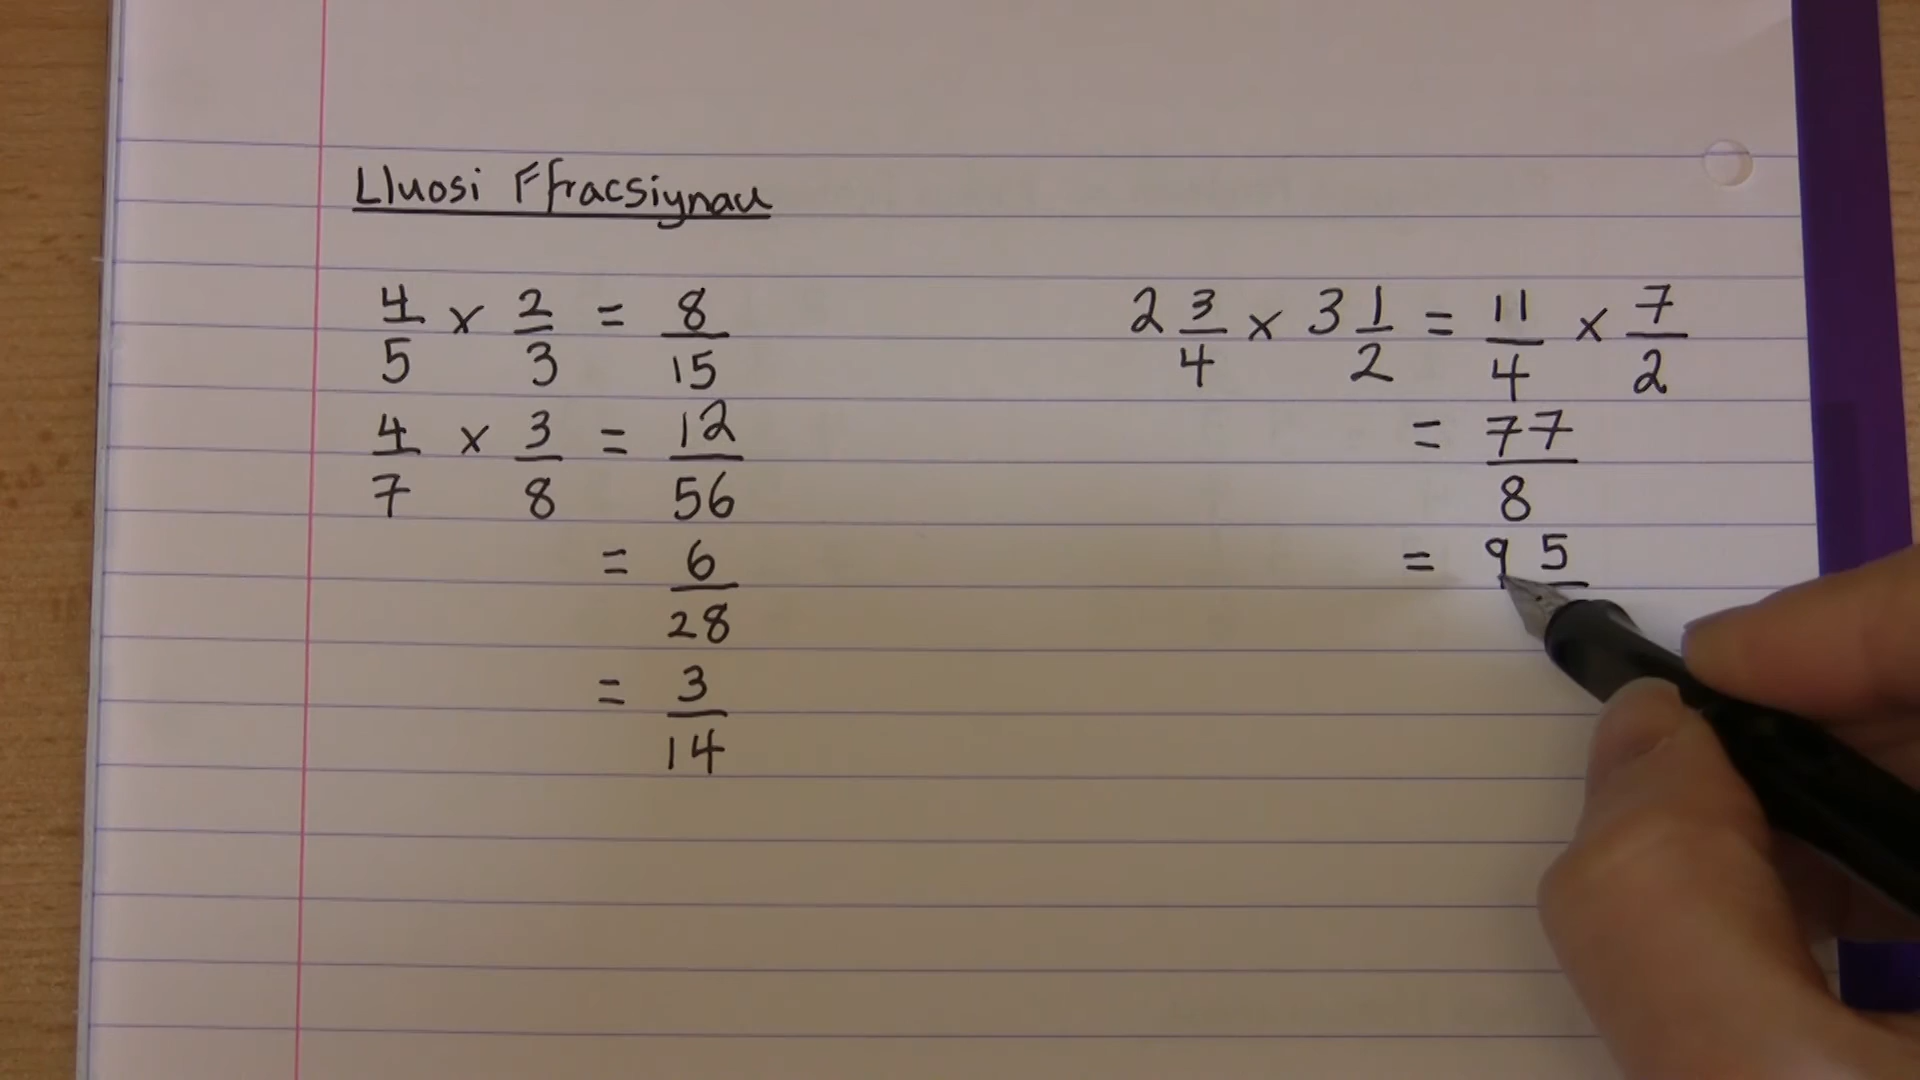 Lluosi Ffracsiynau
4/5 x 2/3 = 8/15
4/7 x 3/8 = 12/56
= 6/28
= 3/14
2 3/4 x 3 1/2 = 11/4 x 7/2
= 77/8
= 9 5